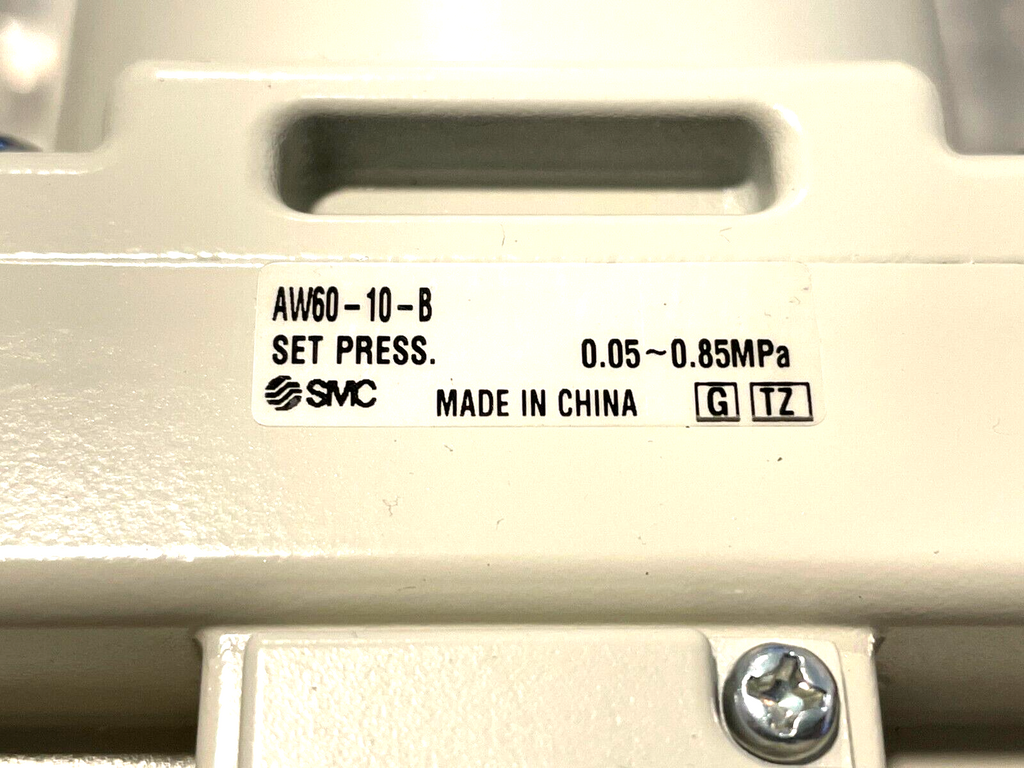 AW60-10-B
SET PRESS. 0.05~0.85MPa
SMC MADE IN CHINA G TZ